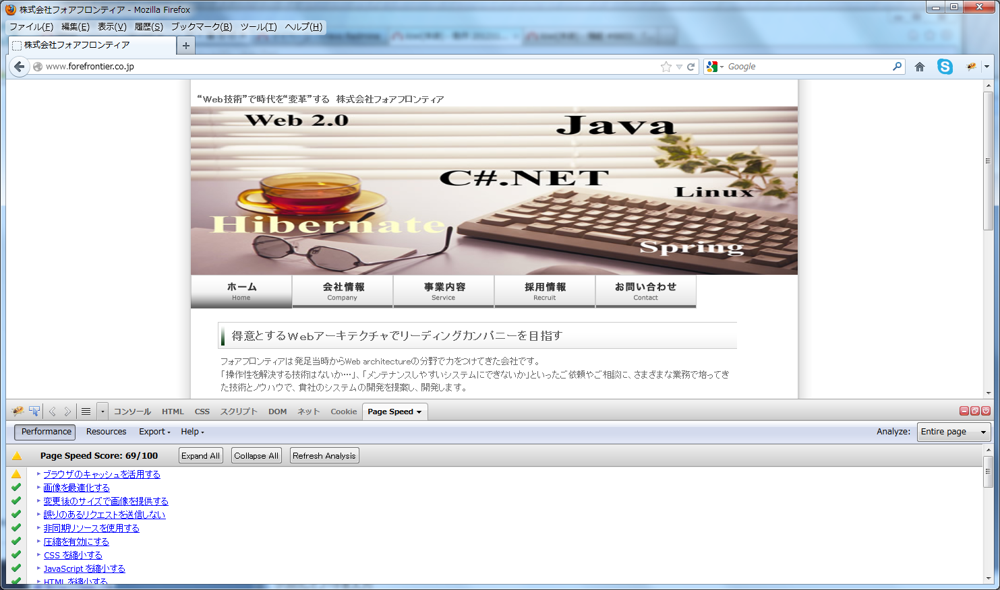 株式会社フォアフロンティア - Mozilla Firefox
ファイル(F) 編集(E) 表示(V) 履歴(S) ブックマーク(B) ツール(T) ヘルプ(H)
株式会社フォアフロンティア
www.forefrontier.co.jp
Google
“Web技術”で時代を“変革”する 株式会社フォアフロンティア
Web 2.0
Java
C#.NET
Linux
Hibernate
Spring
ホーム 会社情報 事業内容 採用情報 お問い合わせ
Home Company Service Recruit Contact
得意とするWebアーキテクチャでリーディングカンパニーを目指す
フォアフロンティアは発足当時からWeb architectureの分野で力をつけてきた会社です。
「操作性を解決する技術はないか…」、「メンテナンスしやすいシステムにできないか」といったご依頼やご相談に、さまざまな業務で培ってき
た技術とノウハウで、貴社のシステムの開発を提案し、開発します。
コンソール HTML CSS スクリプト DOM ネット Cookie Page Speed
Performance Resources Export Help Analyze: Entire page
Page Speed Score: 69/100 Expand All Collapse All Refresh Analysis
ブラウザのキャッシュを活用する
画像を最適化する
変更後のサイズで画像を提供する
誤りのあるリクエストを送信しない
非同期リソースを使用する
圧縮を有効にする
CSS を縮小する
JavaScript を縮小する
HTML を縮小する